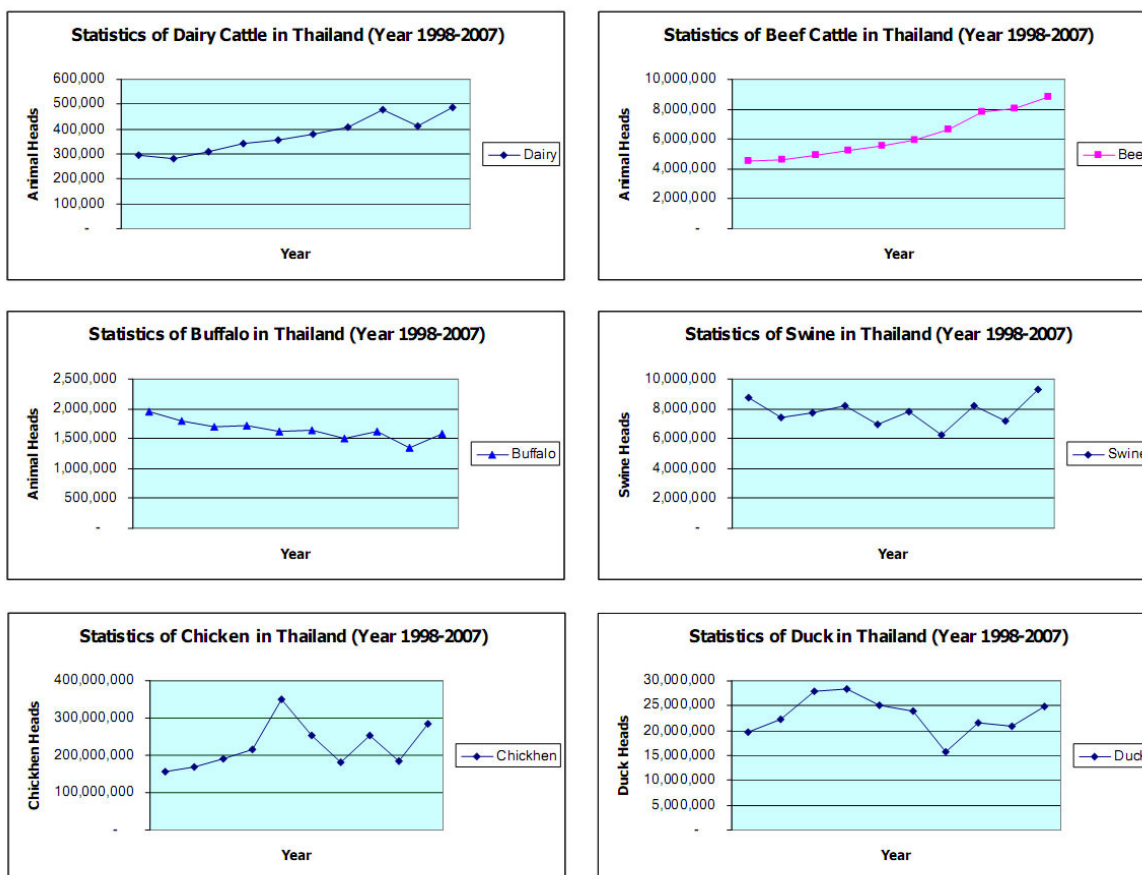 Statistics of Dairy Cattle in Thailand (Year 1998-2007)
600,000
500,000
400,000
300,000
200,000
100,000
-
Animal Heads
Year
Dairy
Statistics of Beef Cattle in Thailand (Year 1998-2007)
10,000,000
8,000,000
6,000,000
4,000,000
2,000,000
-
Animal Heads
Year
Beef
Statistics of Buffalo in Thailand (Year 1998-2007)
2,500,000
2,000,000
1,500,000
1,000,000
500,000
-
Animal Heads
Year
Buffalo
Statistics of Swine in Thailand (Year 1998-2007)
10,000,000
8,000,000
6,000,000
4,000,000
2,000,000
-
Swine Heads
Year
Swine
Statistics of Chicken in Thailand (Year 1998-2007)
400,000,000
300,000,000
200,000,000
100,000,000
-
Chickhen Heads
Year
Chickhen
Statistics of Duck in Thailand (Year 1998-2007)
30,000,000
25,000,000
20,000,000
15,000,000
10,000,000
5,000,000
-
Duck Heads
Year
Duck